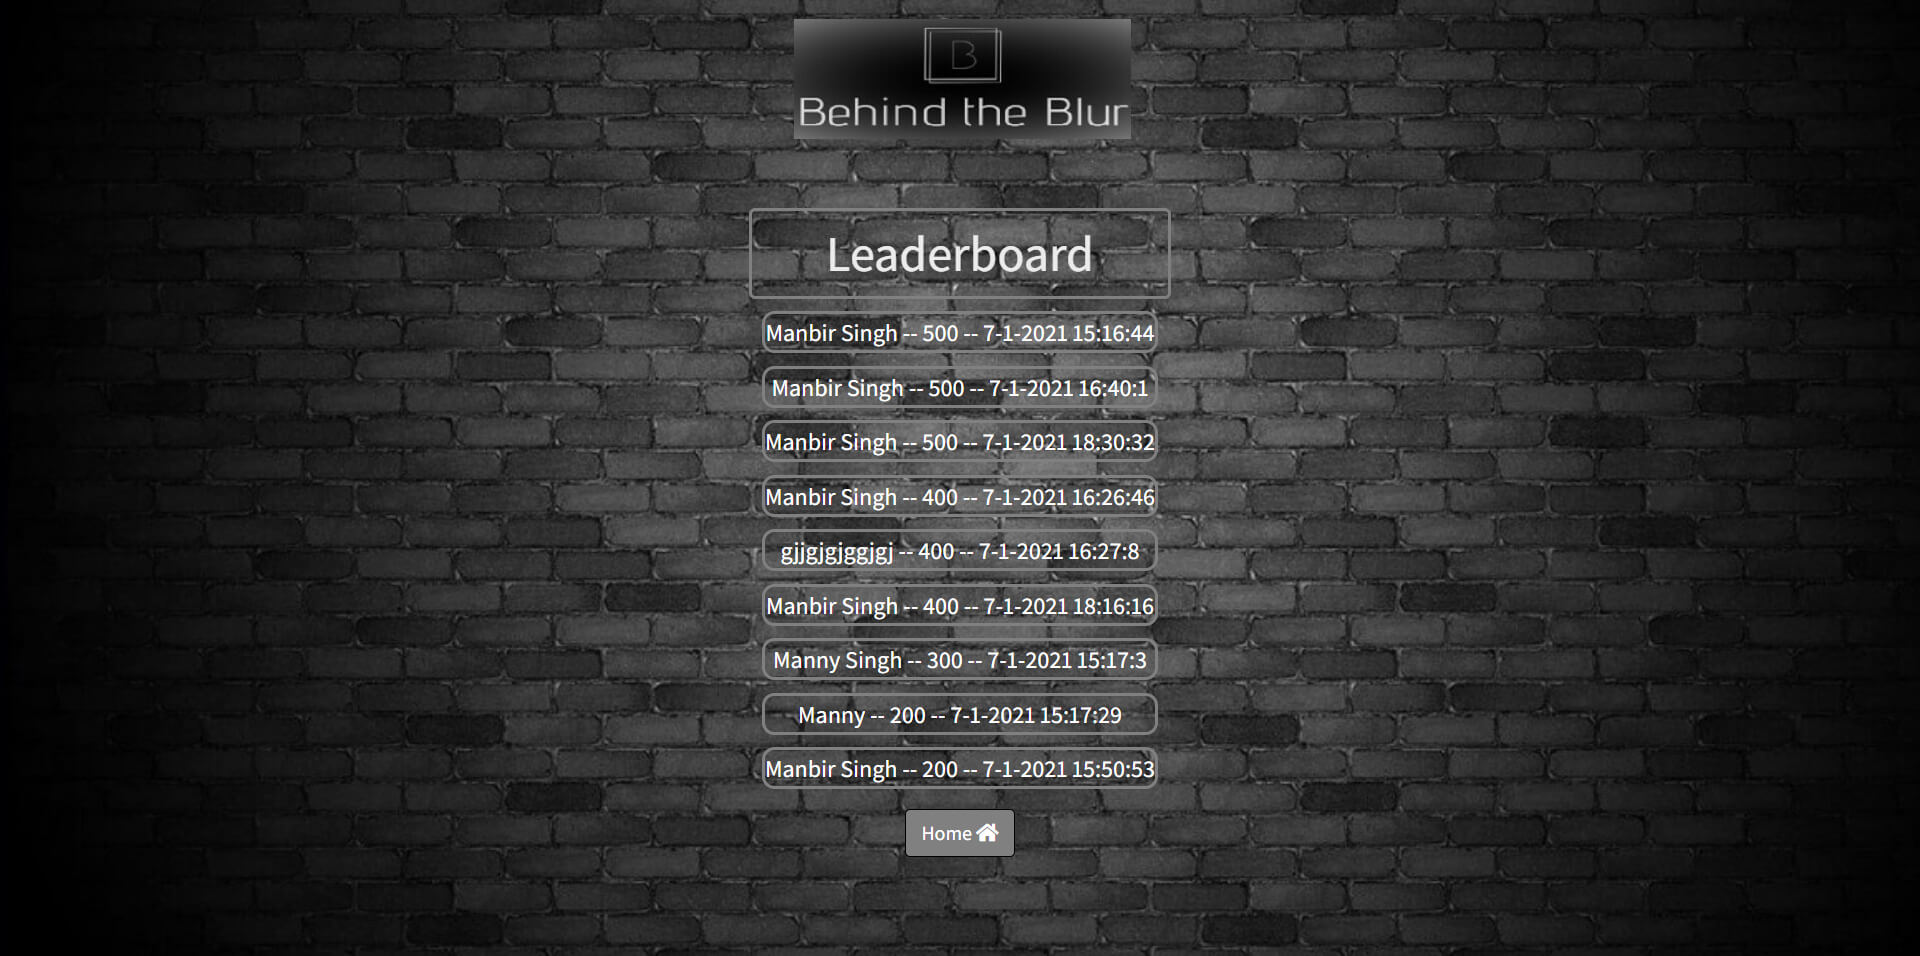 B
Behind the Blur
Leaderboard
Manbir Singh -- 500 -- 7-1-2021 15:16:44
Manbir Singh -- 500 -- 7-1-2021 16:40:1
Manbir Singh -- 500 -- 7-1-2021 18:30:32
Manbir Singh -- 400 -- 7-1-2021 16:26:46
gjjgjgjggjgj -- 400 -- 7-1-2021 16:27:8
Manbir Singh -- 400 -- 7-1-2021 18:16:16
Manny Singh -- 300 -- 7-1-2021 15:17:3
Manny -- 200 -- 7-1-2021 15:17:29
Manbir Singh -- 200 -- 7-1-2021 15:50:53
Home